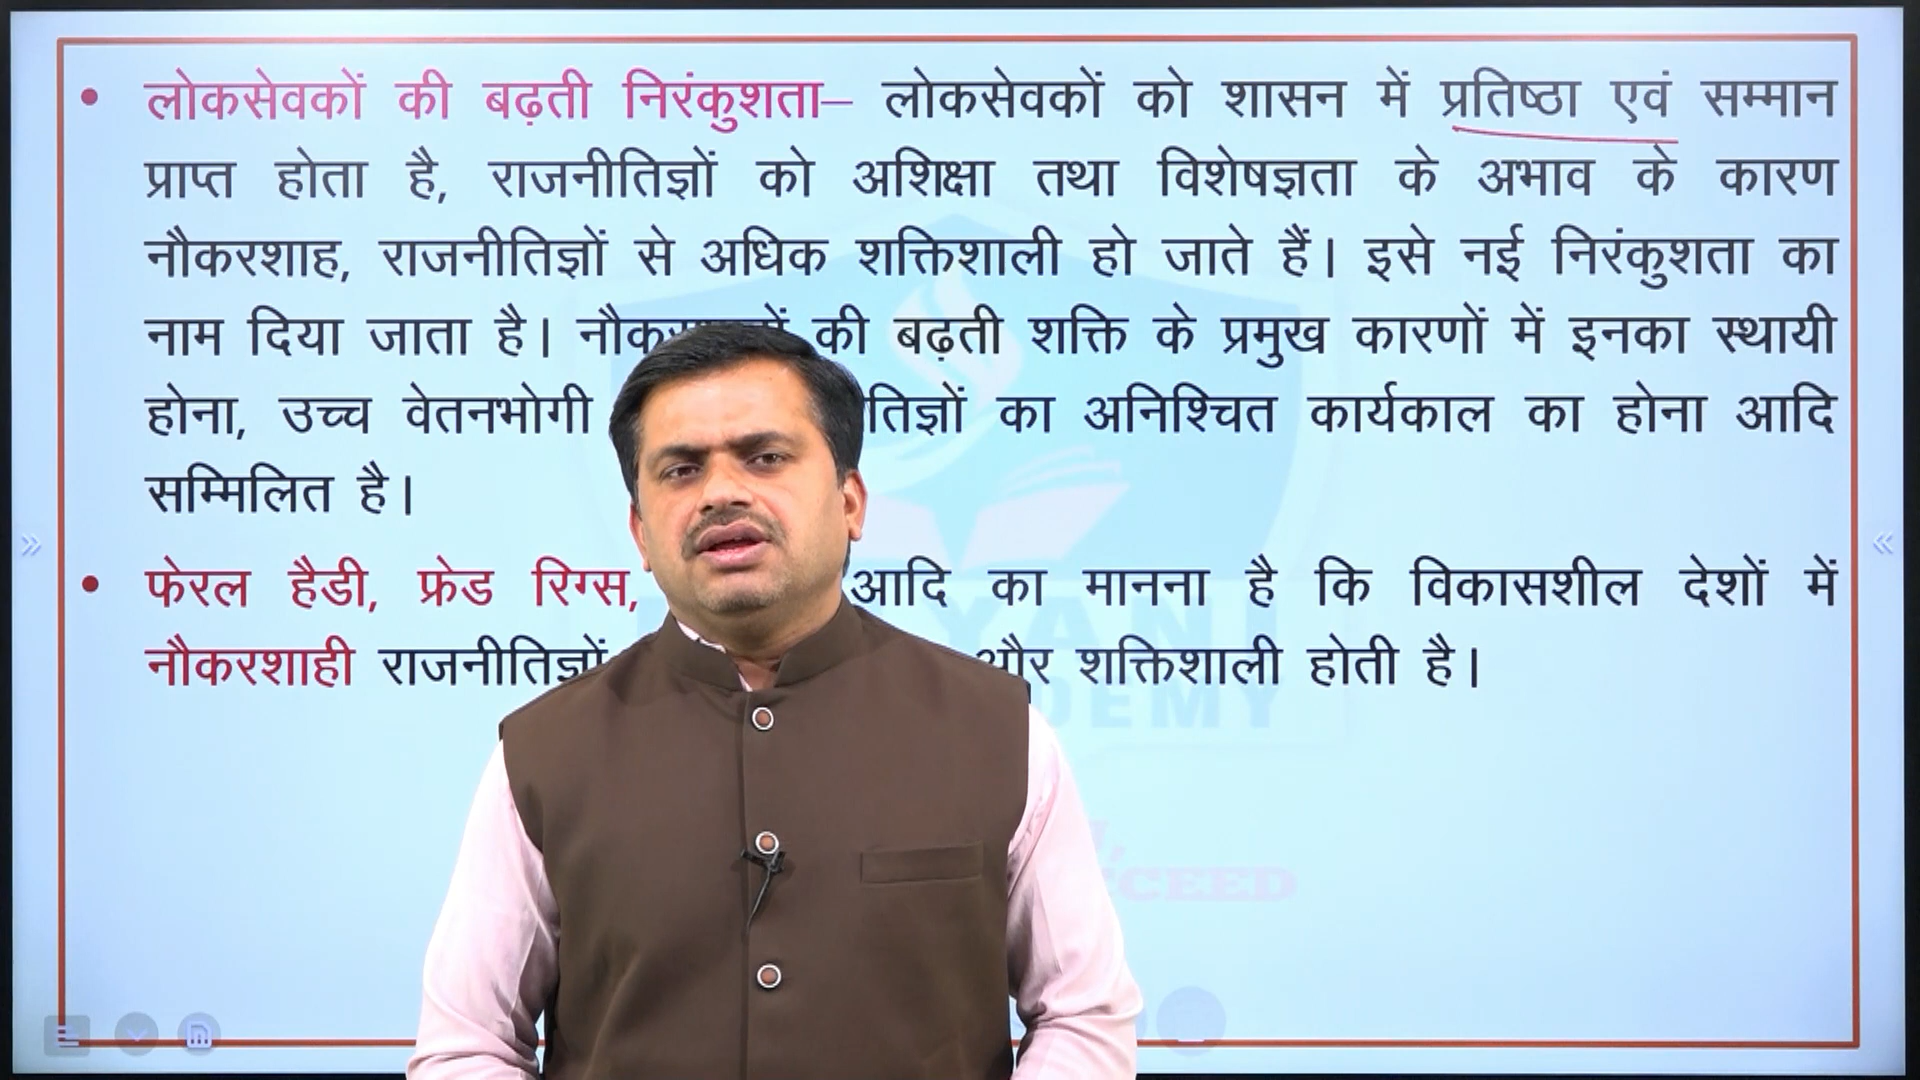 • लोकसेवकों की बढ़ती निरंकुशता– लोकसेवकों को शासन में प्रतिष्ठा एवं सम्मान
प्राप्त होता है, राजनीतिज्ञों को अशिक्षा तथा विशेषज्ञता के अभाव के कारण
नौकरशाह, राजनीतिज्ञों से अधिक शक्तिशाली हो जाते हैं। इसे नई निरंकुशता का
नाम दिया जाता है। की बढ़ती शक्ति के प्रमुख कारणों में इनका स्थायी
होना, उच्च वेतनभोगी का अनिश्चित कार्यकाल का होना आदि
सम्मिलित है।
• फेरल हैडी, फ्रेड रिग्स, आदि का मानना है कि विकासशील देशों में
नौकरशाही राजनीतिज्ञों और शक्तिशाली होती है।